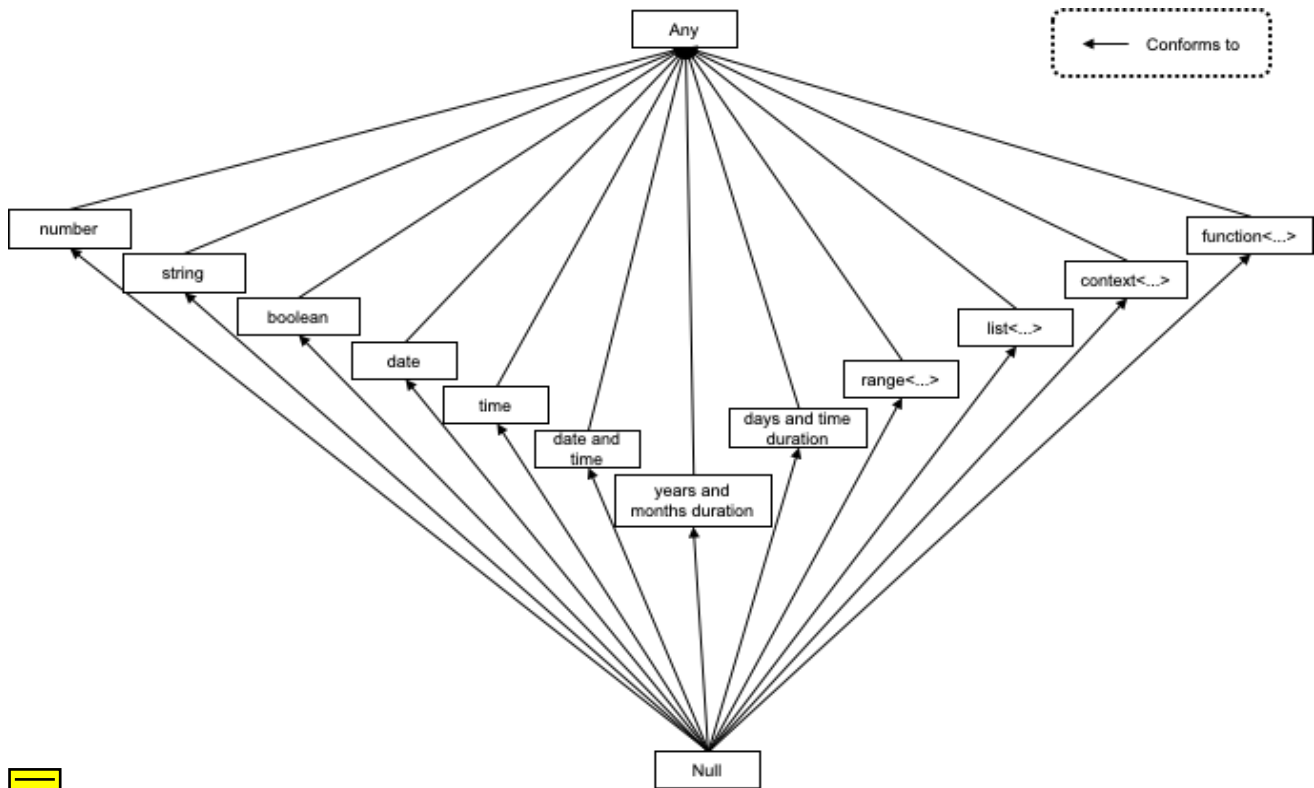 Any
Conforms to
number
function<...>
string
context<...>
boolean
list<...>
date
range<...>
time
days and time
duration
date and
time
years and
months duration
Null